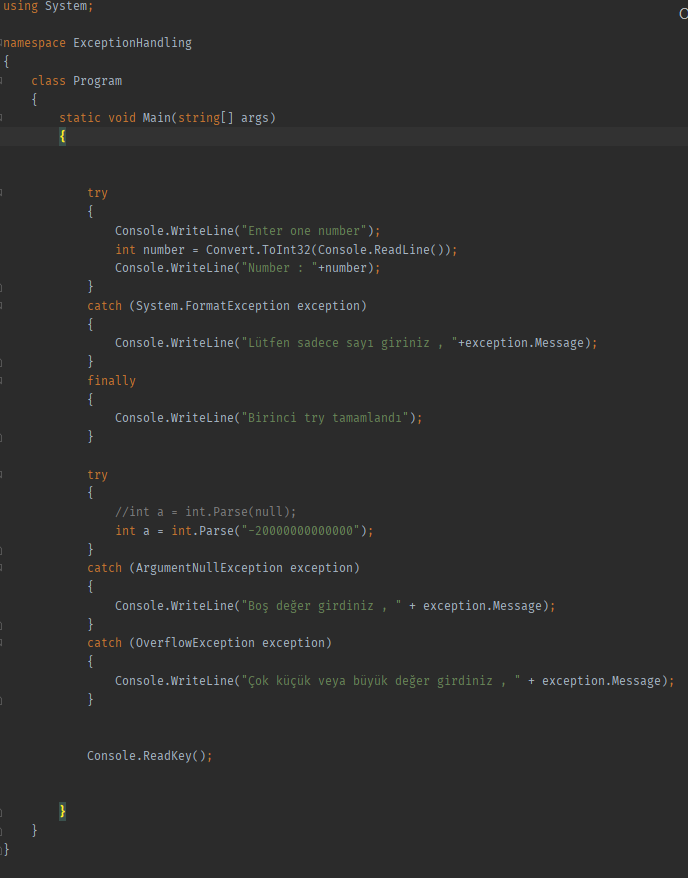 using System;
namespace ExceptionHandling
{
class Program
{
static void Main(string[] args)
{
try
{
Console.WriteLine("Enter one number");
int number = Convert.ToInt32(Console.ReadLine());
Console.WriteLine("Number : "+number);
}
catch (System.FormatException exception)
{
Console.WriteLine("Lütfen sadece sayı giriniz , "+exception.Message);
}
finally
{
Console.WriteLine("Birinci try tamamlandı");
}
try
{
//int a = int.Parse(null);
int a = int.Parse("-20000000000000");
}
catch (ArgumentNullException exception)
{
Console.WriteLine("Boş değer girdiniz , " + exception.Message);
}
catch (OverflowException exception)
{
Console.WriteLine("Çok küçük veya büyük değer girdiniz , " + exception.Message);
}
Console.ReadKey();
}
}
}